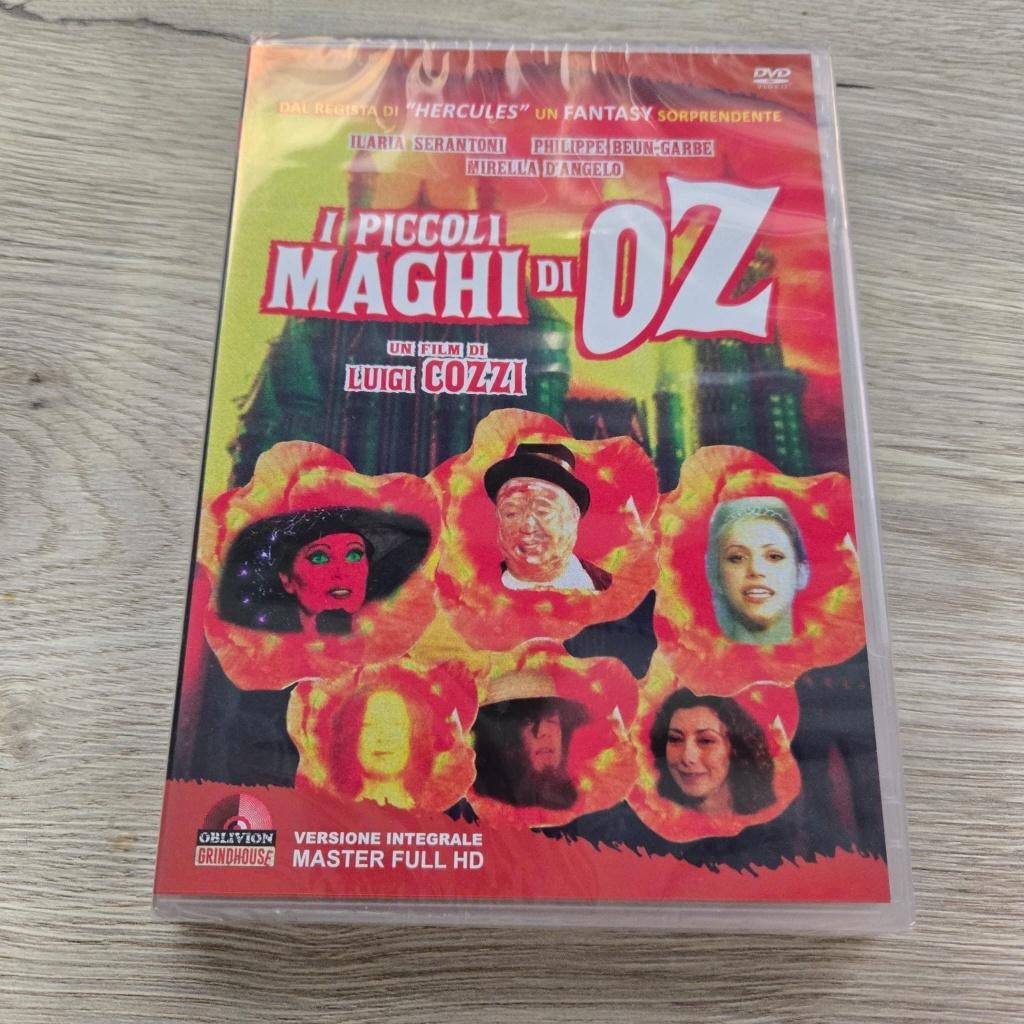 DVD
VIDEO
DAL REGISTA DI "HERCULES" UN FANTASY SORPRENDENTE
ILARIA SERANTONI PHILIPPE BEUN-GARBE
MIRELLA D'ANGELO
I PICCOLI
MAGHI DI OZ
UN FILM DI
LUIGI COZZI
OBLIVION
GRINDHOUSE
VERSIONE INTEGRALE
MASTER FULL HD